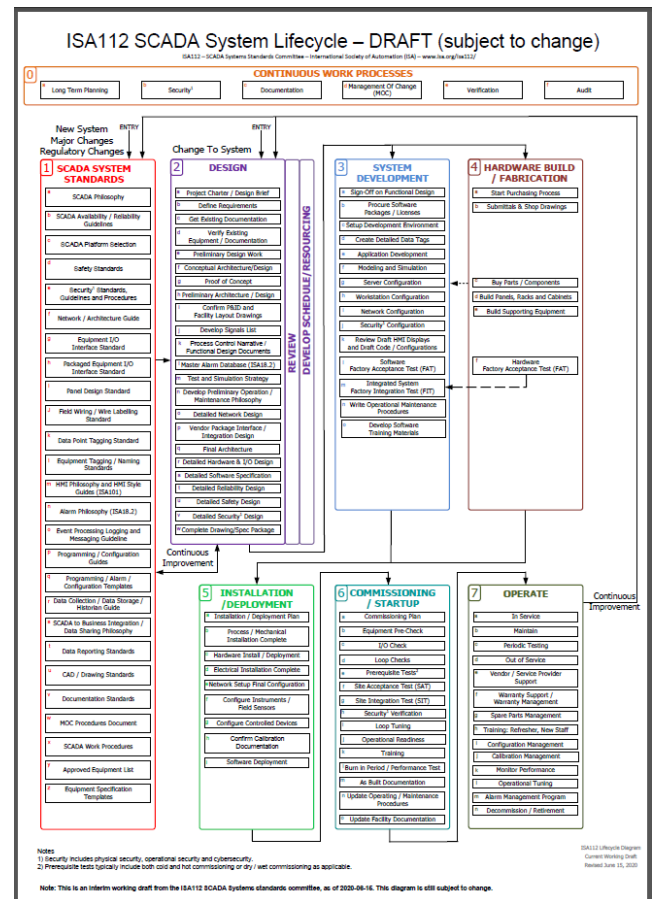 ISA112 SCADA System Lifecycle – DRAFT (subject to change)
ISA112 – SCADA Systems Standards Committee – International Society of Automation (ISA) – www.isa.org/isa112/
0
CONTINUOUS WORK PROCESSES
a Long Term Planning
b Security1
c Documentation
d Management Of Change
(MOC)
e Verification
f Audit
New System
Major Changes
Regulatory Changes
ENTRY
Change To System
ENTRY
1 SCADA SYSTEM
STANDARDS
a SCADA Philosophy
b SCADA Availability / Reliability
Guidelines
c SCADA Platform Selection
d Safety Standards
e Security1 Standards,
Guidelines and Procedures
f Network / Architecture Guide
g Equipment I/O
Interface Standard
h Packaged Equipment I/O
Interface Standard
i Panel Design Standard
j Field Wiring / Wire Labelling
Standard
k Data Point Tagging Standard
l Equipment Tagging / Naming
Standards
m HMI Philosophy and HMI Style
Guides (ISA101)
n Alarm Philosophy (ISA18.2)
o Event Processing Logging and
Messaging Guideline
p Programming / Configuration
Guides
q Programming / Alarm /
Configuration Templates
r Data Collection / Data Storage /
Historian Guide
s SCADA to Business Integration /
Data Sharing Philosophy
t Data Reporting Standards
u CAD / Drawing Standards
v Documentation Standards
w MOC Procedures Document
x SCADA Work Procedures
y Approved Equipment List
z Equipment Specification
Templates
2 DESIGN
a Project Charter / Design Brief
b Define Requirements
c Get Existing Documentation
d Verify Existing
Equipment / Documentation
e Preliminary Design Work
f Conceptual Architecture/Design
g Proof of Concept
h Preliminary Architecture / Design
i Confirm P&ID and
Facility Layout Drawings
j Develop Signals List
k Process Control Narrative /
Functional Design Documents
l Master Alarm Database (ISA18.2)
m Test and Simulation Strategy
n Develop Preliminary Operation /
Maintenance Philosophy
o Detailed Network Design
p Vendor Package Interface /
Integration Design
q Final Architecture
r Detailed Hardware & I/O Design
s Detailed Software Specification
t Detailed Reliability Design
u Detailed Safety Design
v Detailed Security1 Design
w Complete Drawing/Spec Package
REVIEW
DEVELOP SCHEDULE/RESOURCING
3 SYSTEM
DEVELOPMENT
a Sign-Off on Functional Design
b Procure Software
Packages / Licenses
c Setup Development Environment
d Create Detailed Data Tags
e Application Development
f Modeling and Simulation
g Server Configuration
h Workstation Configuration
i Network Configuration
j Security1 Configuration
k Review Draft HMI Displays
and Draft Code / Configurations
l Software
Factory Acceptance Test (FAT)
m Integrated System
Factory Integration Test (FIT)
n Write Operational Maintenance
Procedures
o Develop Software
Training Materials
4 HARDWARE BUILD
/ FABRICATION
a Start Purchasing Process
b Submittals & Shop Drawings
c Buy Parts / Components
d Build Panels, Racks and Cabinets
e Build Supporting Equipment
f Hardware
Factory Acceptance Test (FAT)
Continuous
Improvement
5 INSTALLATION
/DEPLOYMENT
a Installation / Deployment Plan
b Process / Mechanical
Installation Complete
c Hardware Install / Deployment
d Electrical Installation Complete
e Network Setup Final Configuration
f Configure Instruments /
Field Sensors
g Configure Controlled Devices
h Confirm Calibration
Documentation
i Software Deployment
6 COMMISSIONING
/ STARTUP
a Commissioning Plan
b Equipment Pre-Check
c I/O Check
d Loop Checks
e Prerequisite Tests2
f Site Acceptance Test (SAT)
g Site Integration Test (SIT)
h Security1 Verification
i Loop Tuning
j Operational Readiness
k Training
l Burn in Period / Performance Test
m As Built Documentation
n Update Operating / Maintenance
Procedures
o Update Facility Documentation
7 OPERATE
a In Service
b Maintain
c Periodic Testing
d Out of Service
e Vendor / Service Provider
Support
f Warranty Support /
Warranty Management
g Spare Parts Management
h Training: Refresher, New Staff
i Configuration Management
j Calibration Management
k Monitor Performance
l Operational Tuning
m Alarm Management Program
n Decommission / Retirement
Continuous
Improvement
Notes
1) Security includes physical security, operational security and cybersecurity.
2) Prerequisite tests typically include both cold and hot commissioning or dry / wet commissioning as applicable.
ISA112 Lifecycle Diagram
Current Working Draft
Revised June 15, 2020
Note: This is an interim working draft from the ISA112 SCADA Systems standards committee, as of 2020-06-16. This diagram is still subject to change.